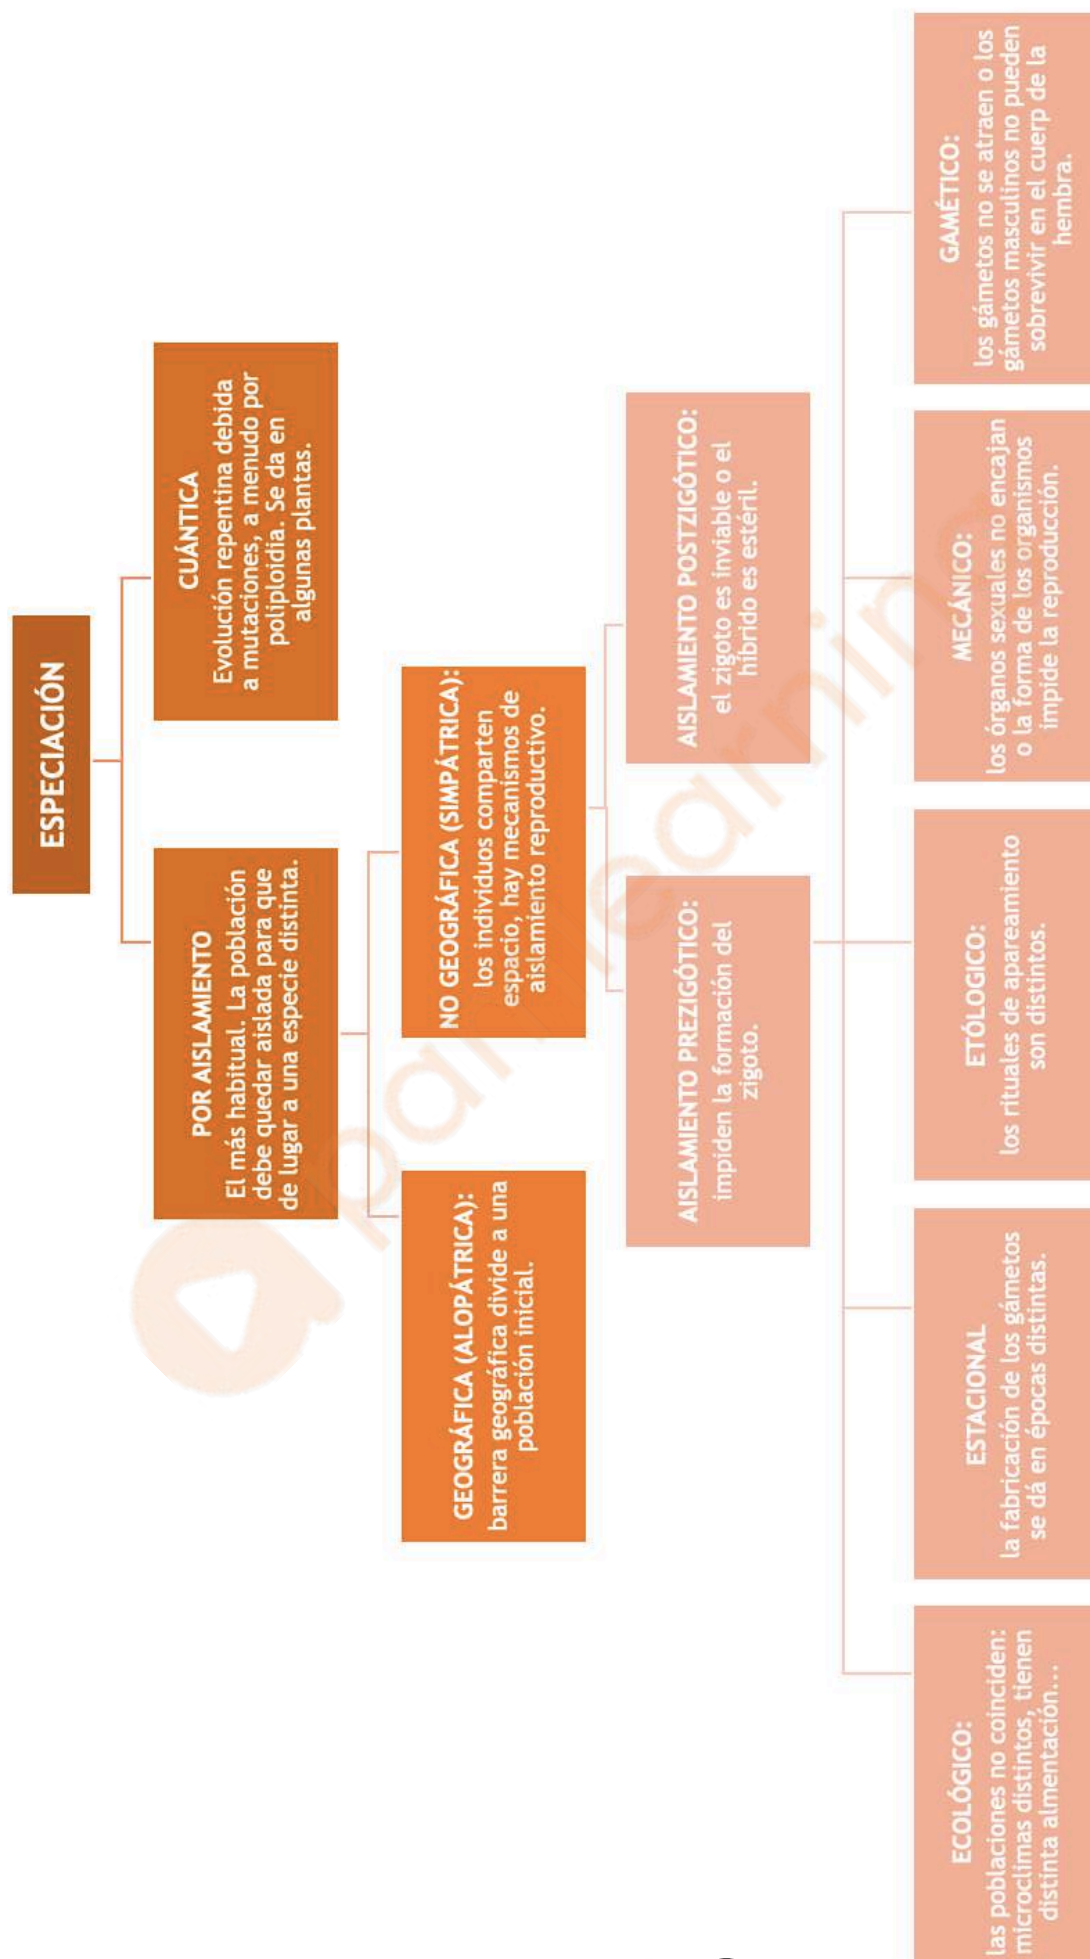 ESPECIACIÓN
POR AISLAMIENTO
El más habitual. La población
debe quedar aislada para que
de lugar a una especie distinta.
CUÁNTICA
Evolución repentina debida
a mutaciones, a menudo por
poliploidia. Se da en
algunas plantas.
GEOGRÁFICA (ALOPÁTRICA):
barrera geográfica divide a una
población inicial.
NO GEOGRÁFICA (SIMPÁTRICA):
los individuos comparten
espacio, hay mecanismos de
aislamiento reproductivo.
AISLAMIENTO PREZIGÓTICO:
impiden la formación del
zigoto.
AISLAMIENTO POSTZIGÓTICO:
el zigoto es inviable o el
híbrido es estéril.
ECOLÓGICO:
las poblaciones no coinciden:
microclimas distintos, tienen
distinta almentación...
ESTACIONAL
la fabricación de los gámetos
se dá en épocas distintas.
ETÓLOGICO:
los rituales de apareamiento
son distintos.
MECÁNICO:
los órganos sexuales no encajan
o la forma de los organismos
impide la reproducción.
GAMÉTICO:
los gámetos no se atraen o los
gámetos masculinos no pueden
sobrevivir en el cuerp de la
hembra.